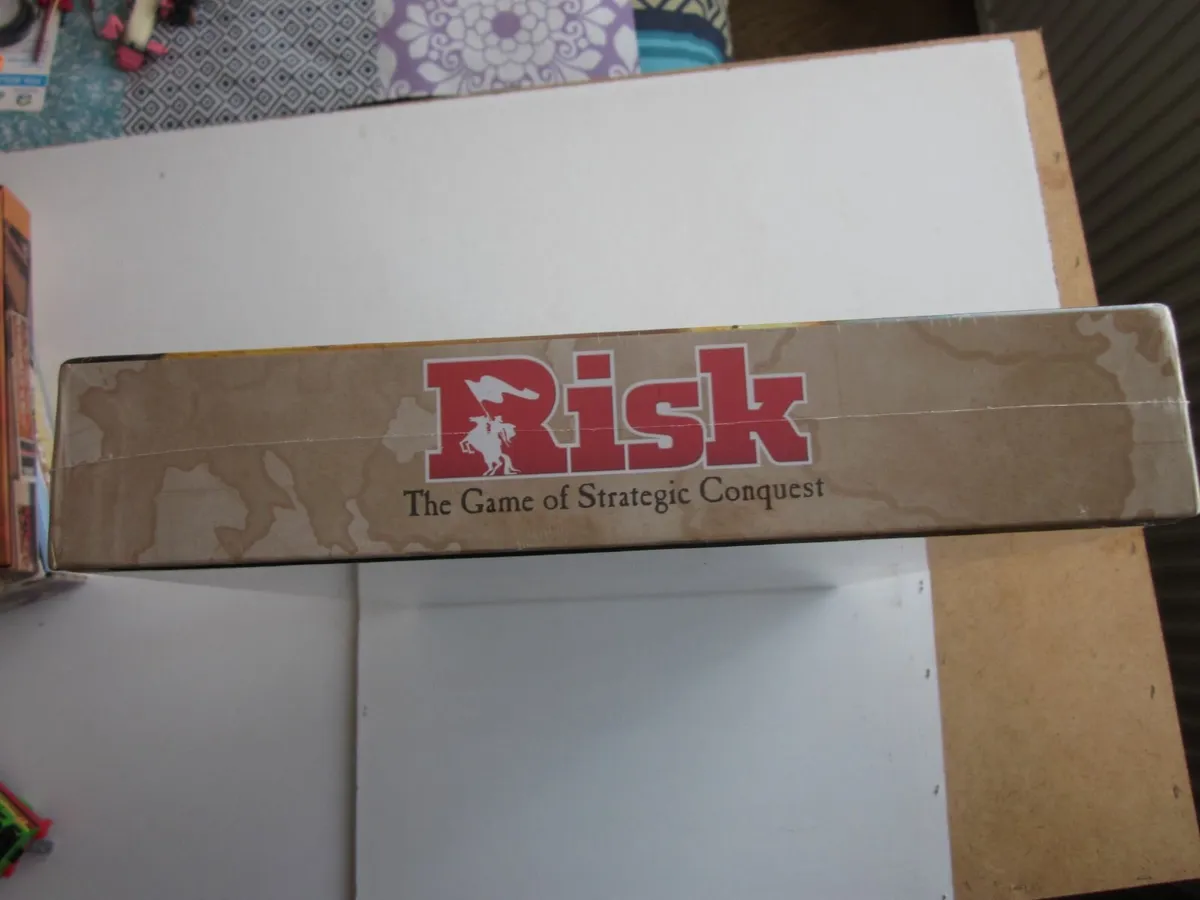 Risk
The Game of Strategic Conquest